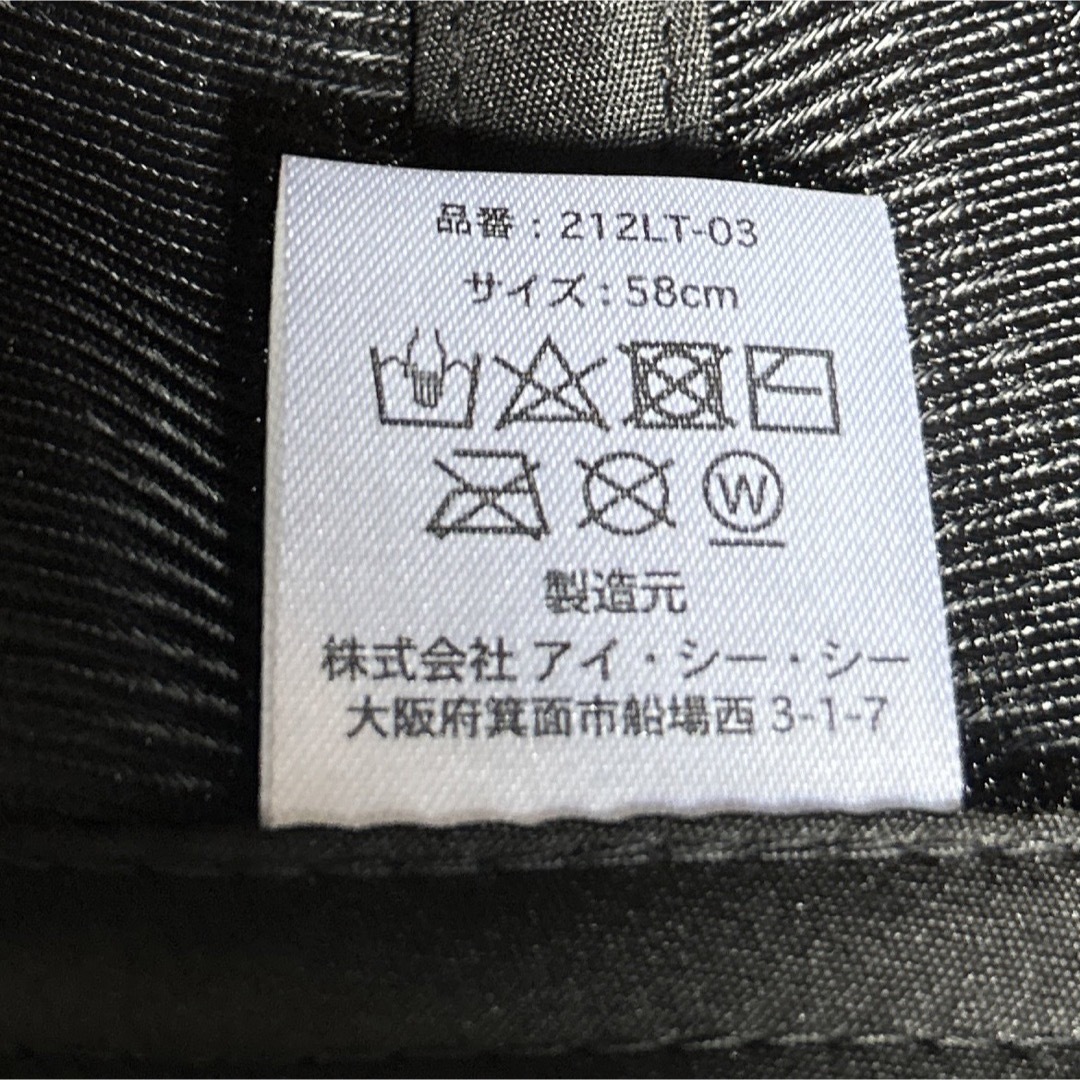 品番：212LT-03
サイズ：58cm
W
製造元
株式会社 アイ・シー・シー
大阪府箕面市船場西 3-1-7